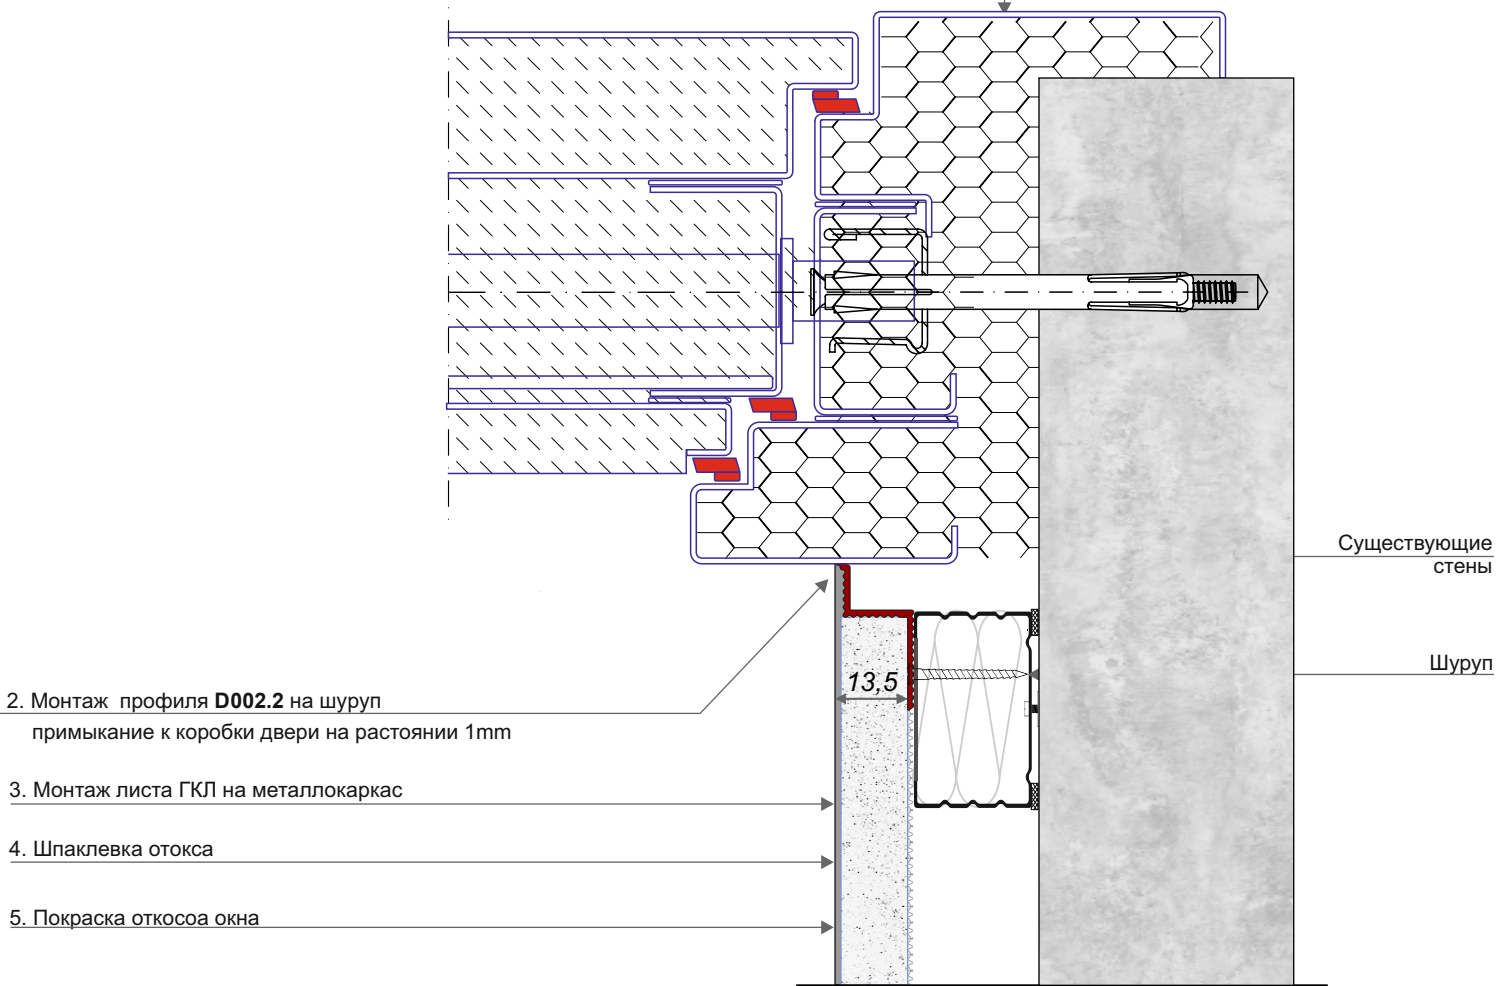 Существующие
стены
Шуруп
13,5
2. Монтаж профиля D002.2 на шуруп
примыкание к коробки двери на растоянии 1mm
3. Монтаж листа ГКЛ на металлокаркас
4. Шпаклевка отокса
5. Покраска откосоа окна